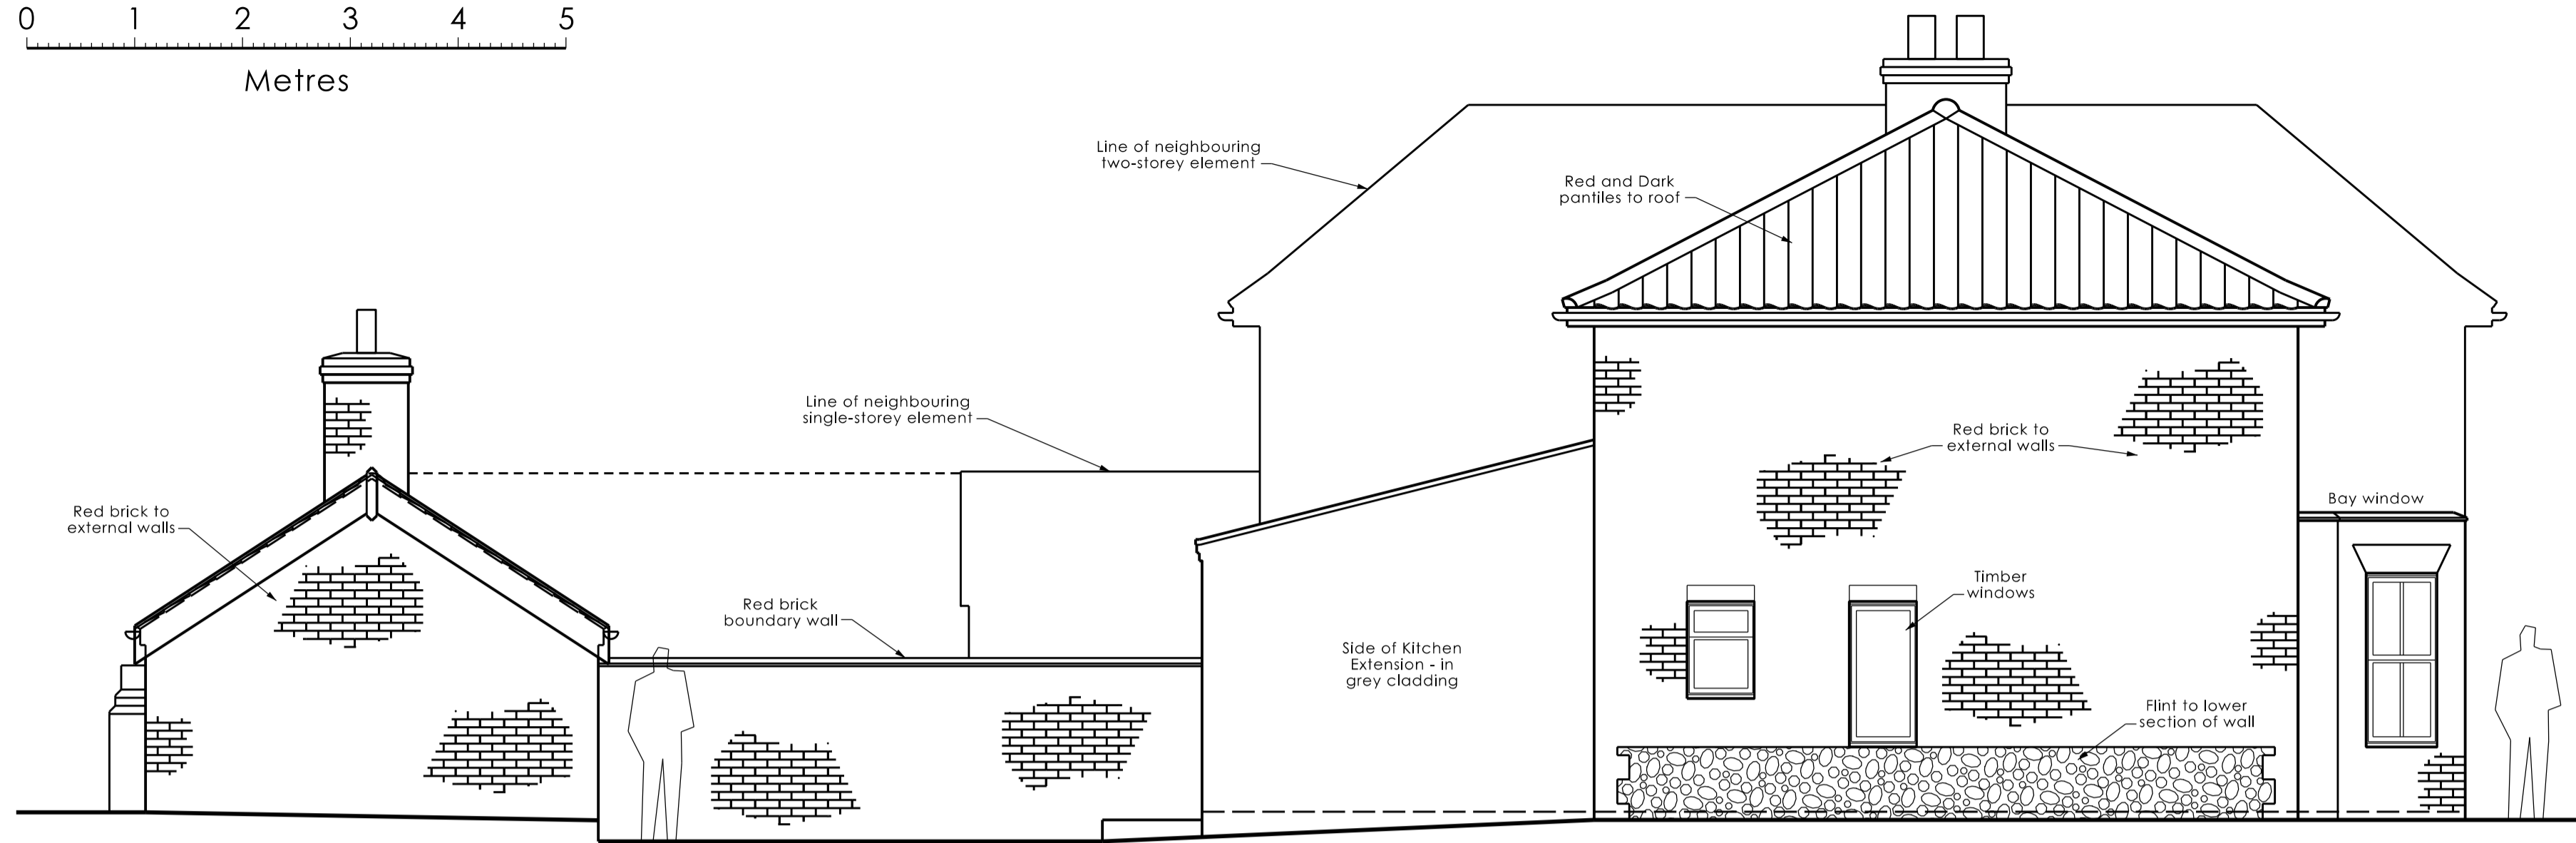 0 1 2 3 4 5
Metres
Line of neighbouring
two-storey element
Red and Dark
pantiles to roof
Line of neighbouring
single-storey element
Red brick to
external walls
Bay window
Red brick to
external walls
Timber
windows
Red brick
boundary wall
Side of Kitchen
Extension - in
grey cladding
Flint to lower
section of wall